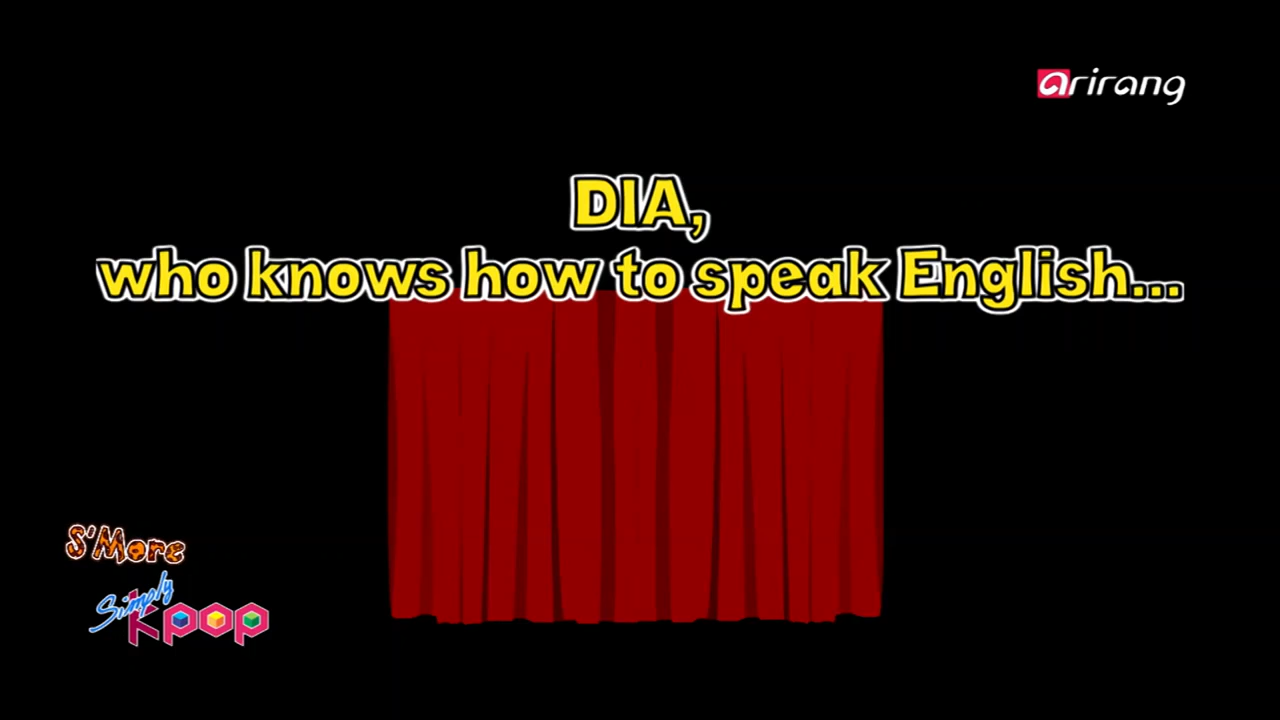 arirang
DIA,
who knows how to speak English...
S'More
Simply
kpop